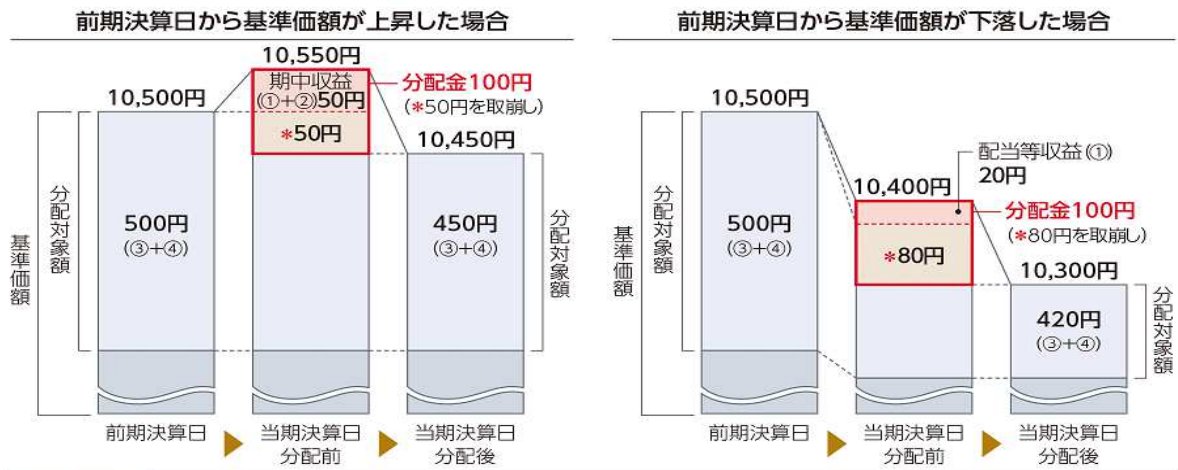 前期決算日から基準価額が上昇した場合
10,550円
期中収益
(①+②)50円
分配金100円
(*50円を取崩し)
10,500円
*50円
10,450円
500円
(③+④)
450円
(③+④)
基準価額
分配対象額
分配対象額
前期決算日
当期決算日
分配前
当期決算日
分配後
前期決算日から基準価額が下落した場合
10,500円
配当等収益(①)
20円
10,400円
分配金100円
(*80円を取崩し)
500円
(③+④)
*80円
10,300円
420円
(③+④)
基準価額
分配対象額
分配対象額
前期決算日
当期決算日
分配前
当期決算日
分配後